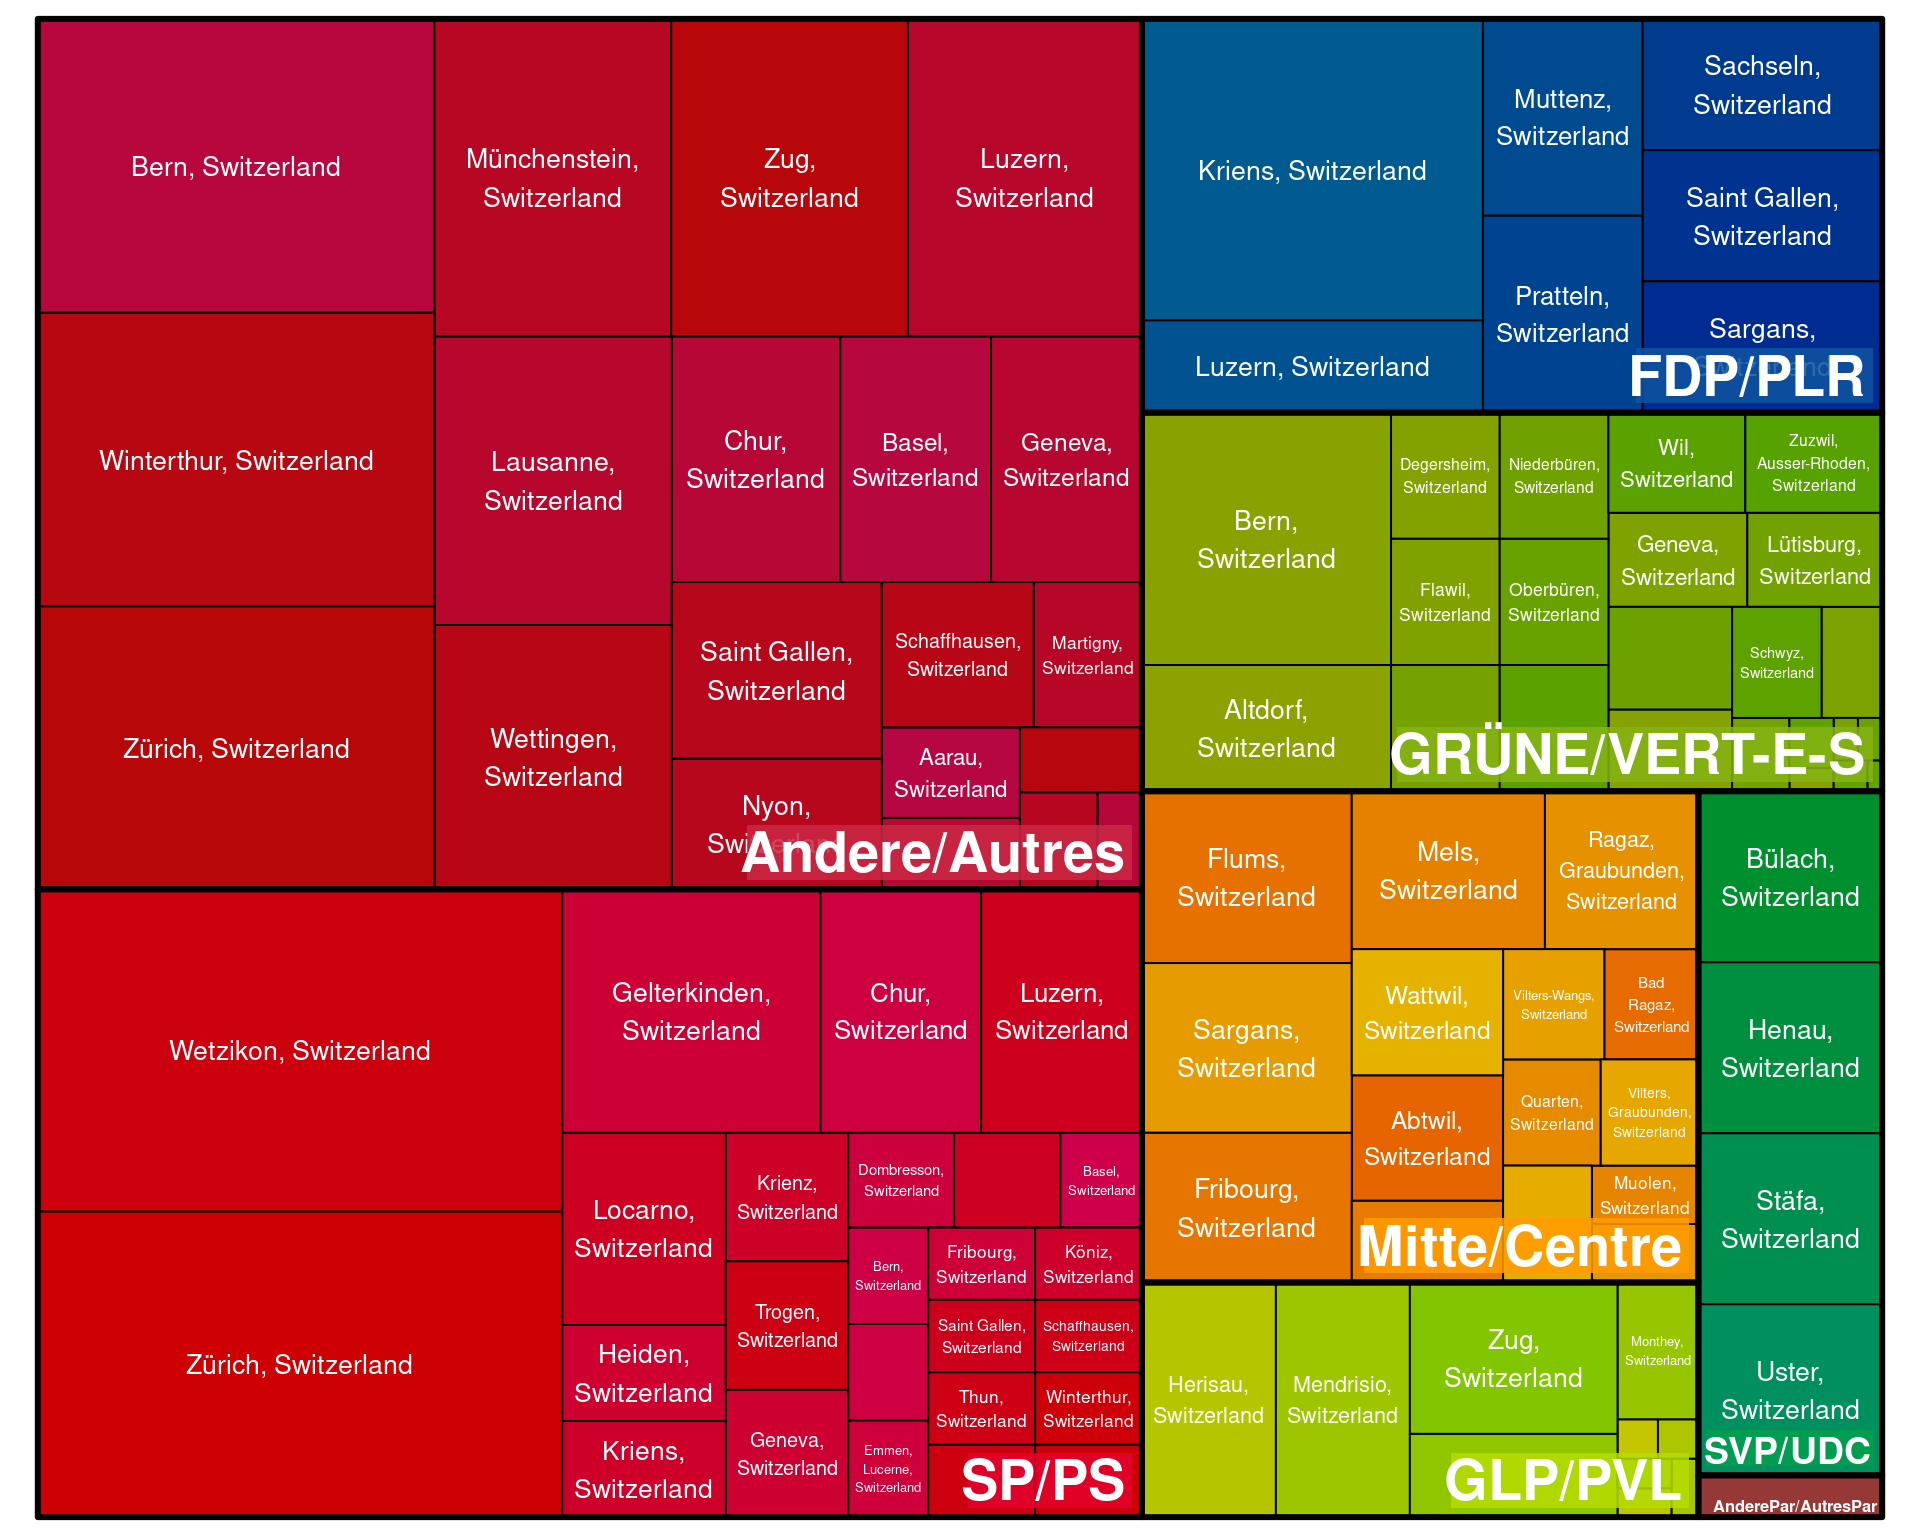 Bern, Switzerland
Münchenstein,
Switzerland
Zug,
Switzerland
Luzern,
Switzerland
Winterthur, Switzerland
Zürich, Switzerland
Lausanne,
Switzerland
Wettingen,
Switzerland
Chur,
Switzerland
Basel,
Switzerland
Geneva,
Switzerland
Saint Gallen,
Switzerland
Schaffhausen,
Switzerland
Martigny,
Switzerland
Aarau,
Switzerland
Nyon,
Andere/Autres
Wetzikon, Switzerland
Zürich, Switzerland
Gelterkinden,
Switzerland
Chur,
Switzerland
Luzern,
Switzerland
Locarno,
Switzerland
Heiden,
Switzerland
Kriens,
Switzerland
Krienz,
Switzerland
Trogen,
Switzerland
Geneva,
Switzerland
Dombresson,
Switzerland
Basel,
Switzerland
Bern,
Switzerland
Emmen,
Lucerne,
Switzerland
Fribourg,
Switzerland
Köniz,
Switzerland
Saint Gallen,
Switzerland
Schaffhausen,
Switzerland
Thun,
Switzerland
Winterthur,
Switzerland
SP/PS
Kriens, Switzerland
Luzern, Switzerland
Muttenz,
Switzerland
Pratteln,
Switzerland
Sachseln,
Switzerland
Saint Gallen,
Switzerland
Sargans,
FDP/PLR
Bern,
Switzerland
Altdorf,
Switzerland
Degersheim,
Switzerland
Niederbüren,
Switzerland
Flawil,
Switzerland
Oberbüren,
Switzerland
Wil,
Switzerland
Zuzwil,
Ausser-Rhoden,
Switzerland
Geneva,
Switzerland
Lütisburg,
Switzerland
Schwyz,
Switzerland
GRÜNE/VERT-E-S
Flums,
Switzerland
Sargans,
Switzerland
Fribourg,
Switzerland
Mels,
Switzerland
Ragaz,
Graubunden,
Switzerland
Wattwil,
Switzerland
Abtwil,
Switzerland
Vilters-Wangs,
Switzerland
Bad
Ragaz,
Switzerland
Quarten,
Switzerland
Vilters,
Graubunden,
Switzerland
Muolen,
Switzerland
Mitte/Centre
Herisau,
Switzerland
Mendrisio,
Switzerland
Zug,
Switzerland
Monthey,
Switzerland
GLP/PVL
Bülach,
Switzerland
Henau,
Switzerland
Stäfa,
Switzerland
Uster,
Switzerland
SVP/UDC
AnderePar/AutresPar